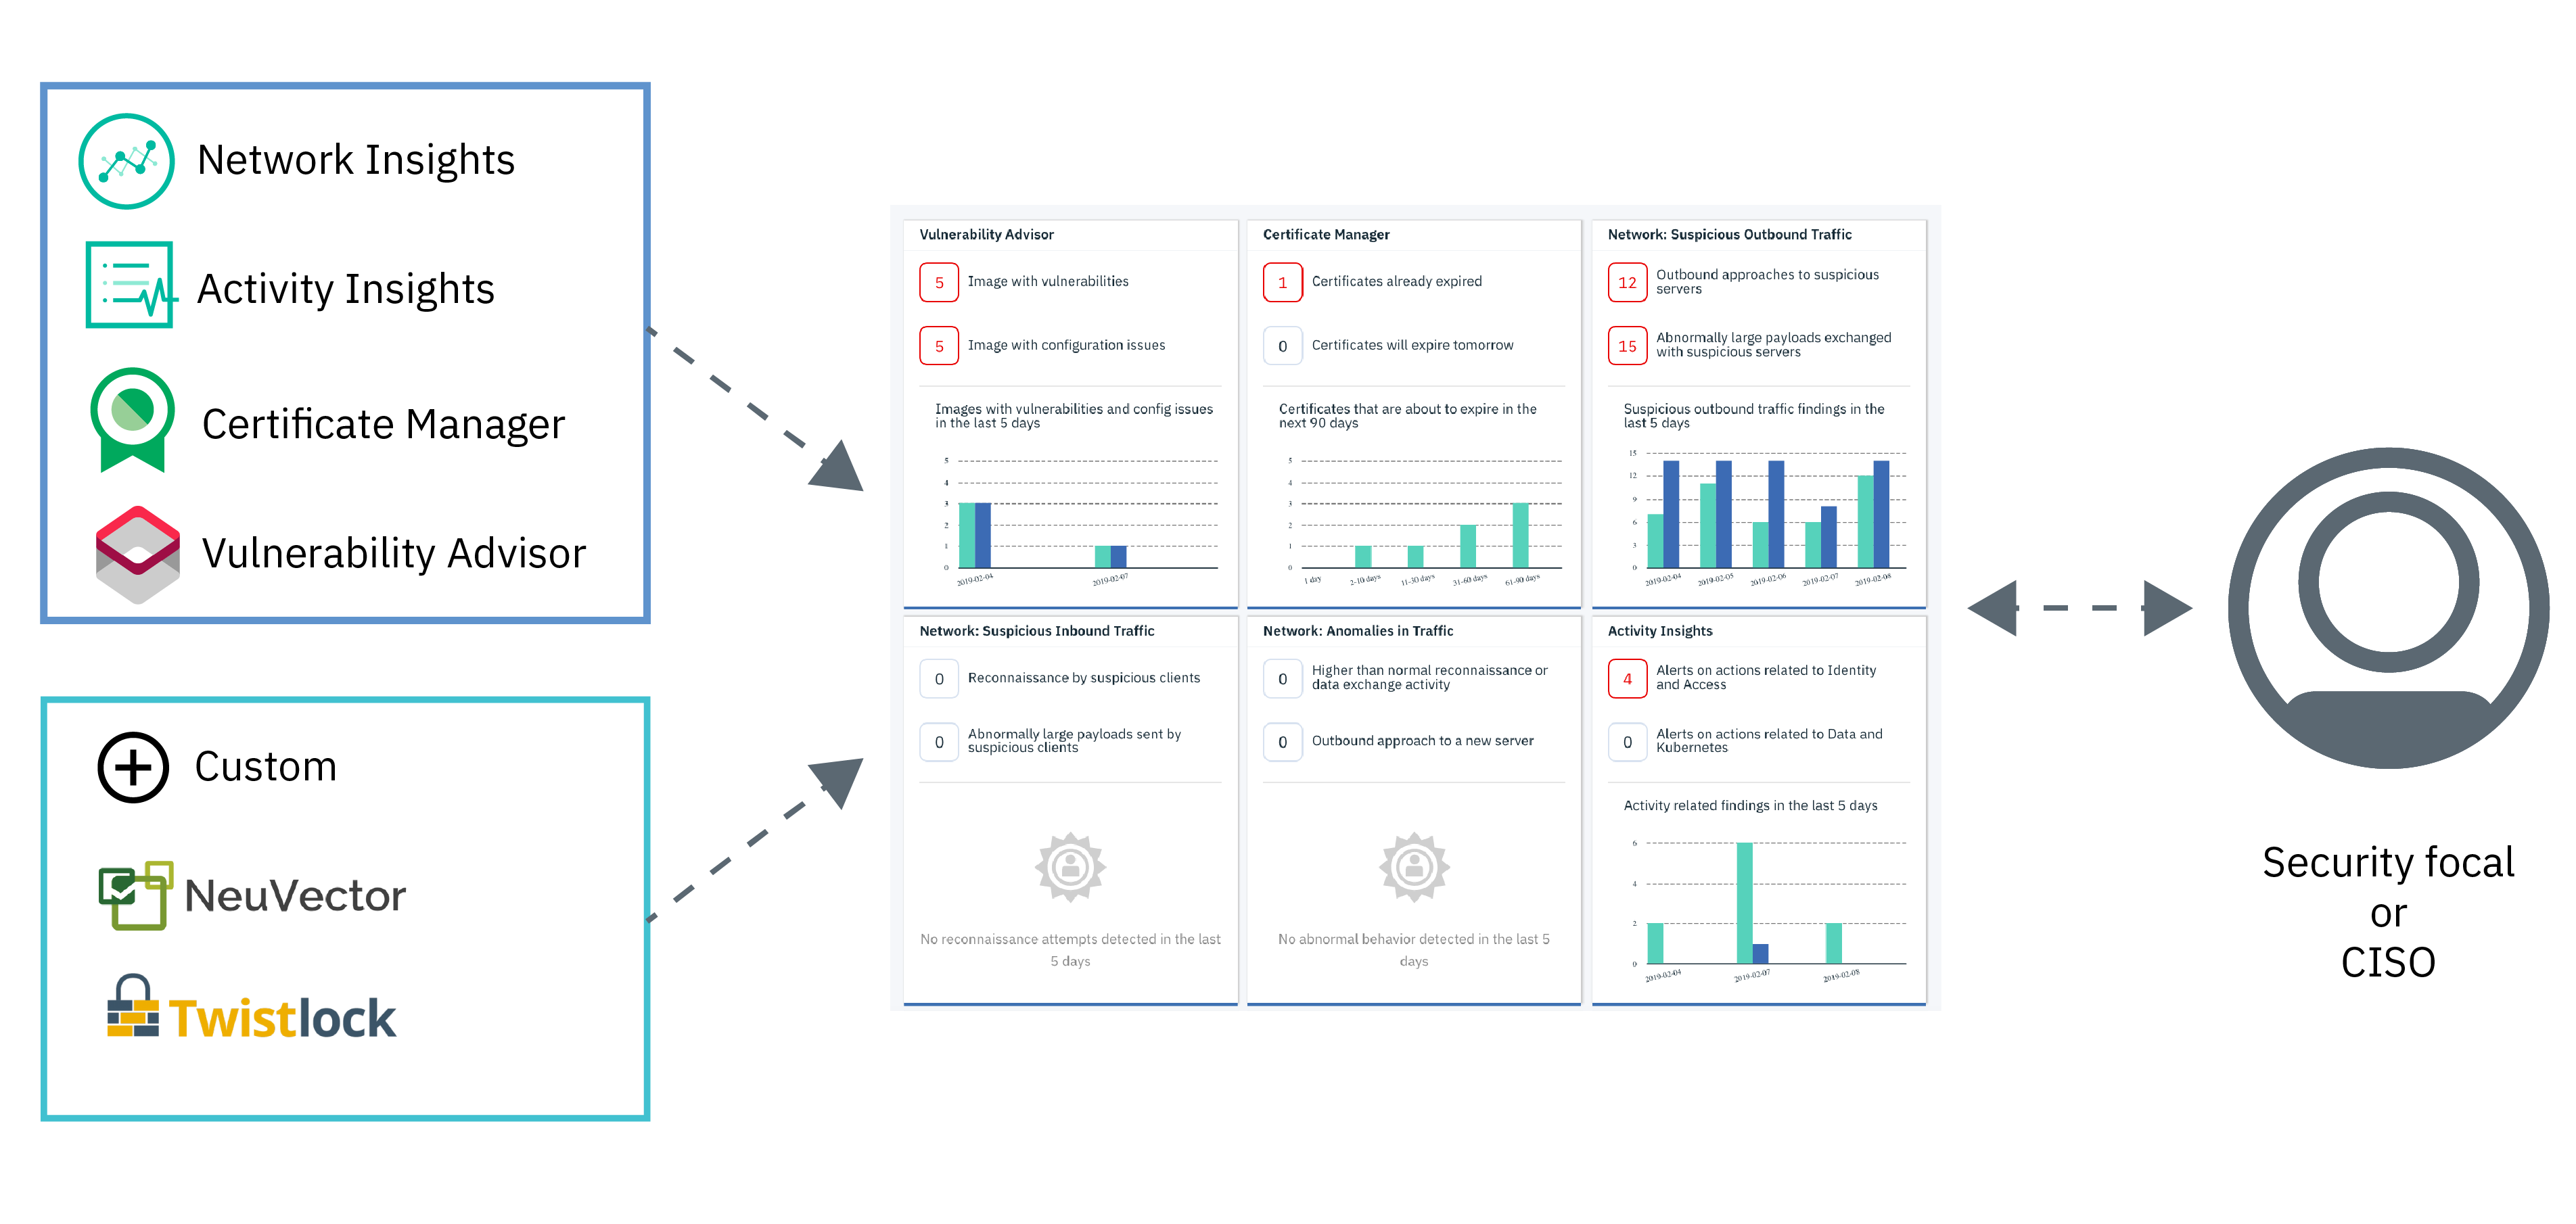 Network Insights
Activity Insights
Certificate Manager
Vulnerability Advisor
Custom
NeuVector
Twistlock
Vulnerability Advisor
5
Image with vulnerabilities
5
Image with configuration issues
Images with vulnerabilities and config issues
in the last 5 days
5
4
3
2
1
0
2019-02-04
2019-02-07
Certificate Manager
1
Certificates already expired
0
Certificates will expire tomorrow
Certificates that are about to expire in the
next 90 days
5
4
3
2
1
0
1 day
2-10 days
11-30 days
31-60 days
61-90 days
Network: Suspicious Outbound Traffic
12
Outbound approaches to suspicious
servers
15
Abnormally large payloads exchanged
with suspicious servers
Suspicious outbound traffic findings in the
last 5 days
15
12
9
6
3
0
2019-02-04
2019-02-05
2019-02-06
2019-02-07
2019-02-08
Network: Suspicious Inbound Traffic
0
Reconnaissance by suspicious clients
0
Abnormally large payloads sent by
suspicious clients
No reconnaissance attempts detected in the last
5 days
Network: Anomalies in Traffic
0
Higher than normal reconnaissance or
data exchange activity
0
Outbound approach to a new server
No abnormal behavior detected in the last 5
days
Activity Insights
4
Alerts on actions related to Identity
and Access
0
Alerts on actions related to Data and
Kubernetes
Activity related findings in the last 5 days
6
4
2
0
2019-02-04
2019-02-07
2019-02-08
Security focal
or
CISO